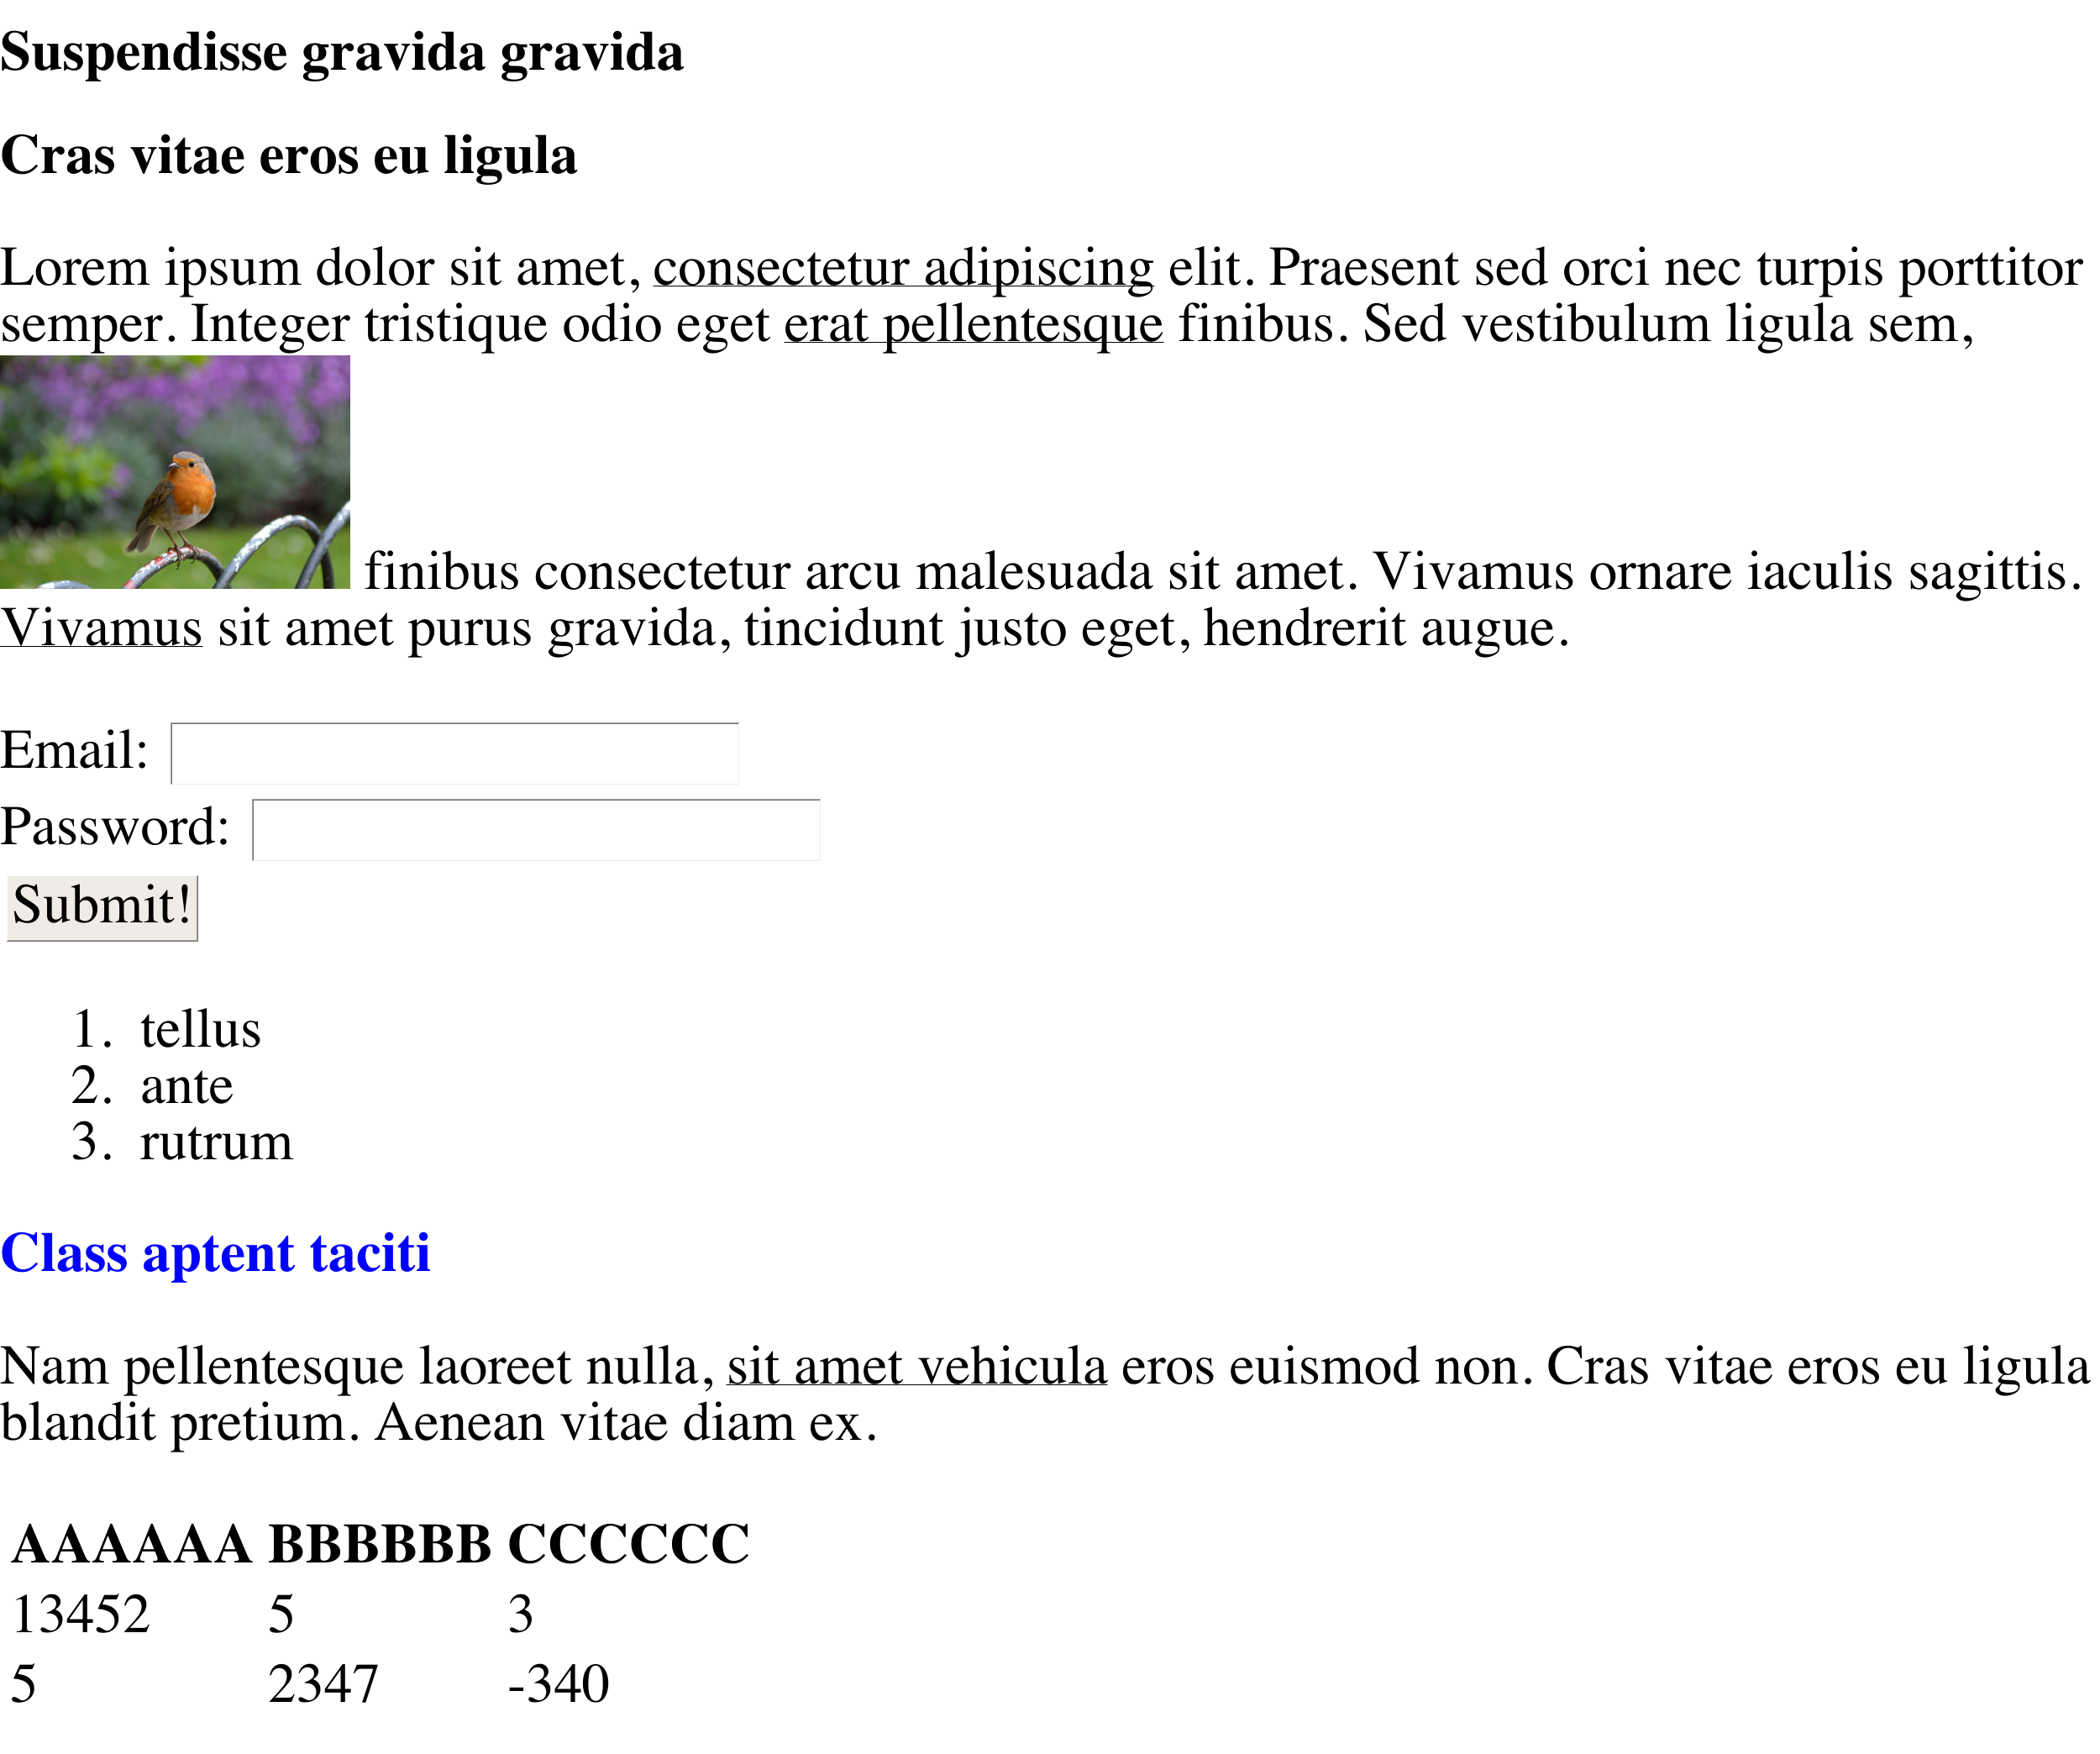 Suspendisse gravida gravida
Cras vitae eros eu ligula
Lorem ipsum dolor sit amet, consectetur adipiscing elit. Praesent sed orci nec turpis porttitor
semper. Integer tristique odio eget erat pellentesque finibus. Sed vestibulum ligula sem,
finibus consectetur arcu malesuada sit amet. Vivamus ornare iaculis sagittis.
Vivamus sit amet purus gravida, tincidunt justo eget, hendrerit augue.
Email:
Password:
Submit!
1. tellus
2. ante
3. rutrum
Class aptent taciti
Nam pellentesque laoreet nulla, sit amet vehicula eros euismod non. Cras vitae eros eu ligula
blandit pretium. Aenean vitae diam ex.
AAAAAA BBBBBB CCCCCC
13452 5 3
5 2347 -340